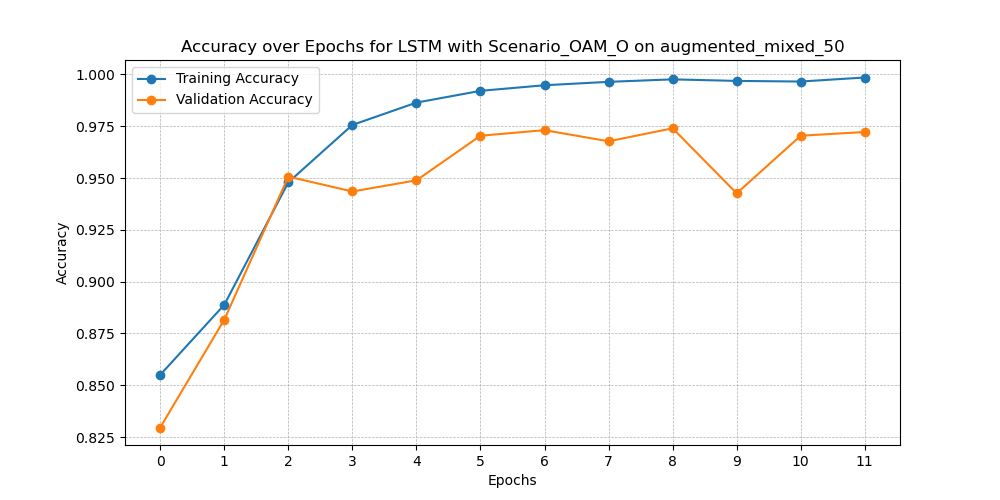 Accuracy over Epochs for LSTM with Scenario_OAM_O on augmented_mixed_50
Training Accuracy
Validation Accuracy
1.000
0.975
0.950
0.925
0.900
0.875
0.850
0.825
Accuracy
0 1 2 3 4 5 6 7 8 9 10 11
Epochs